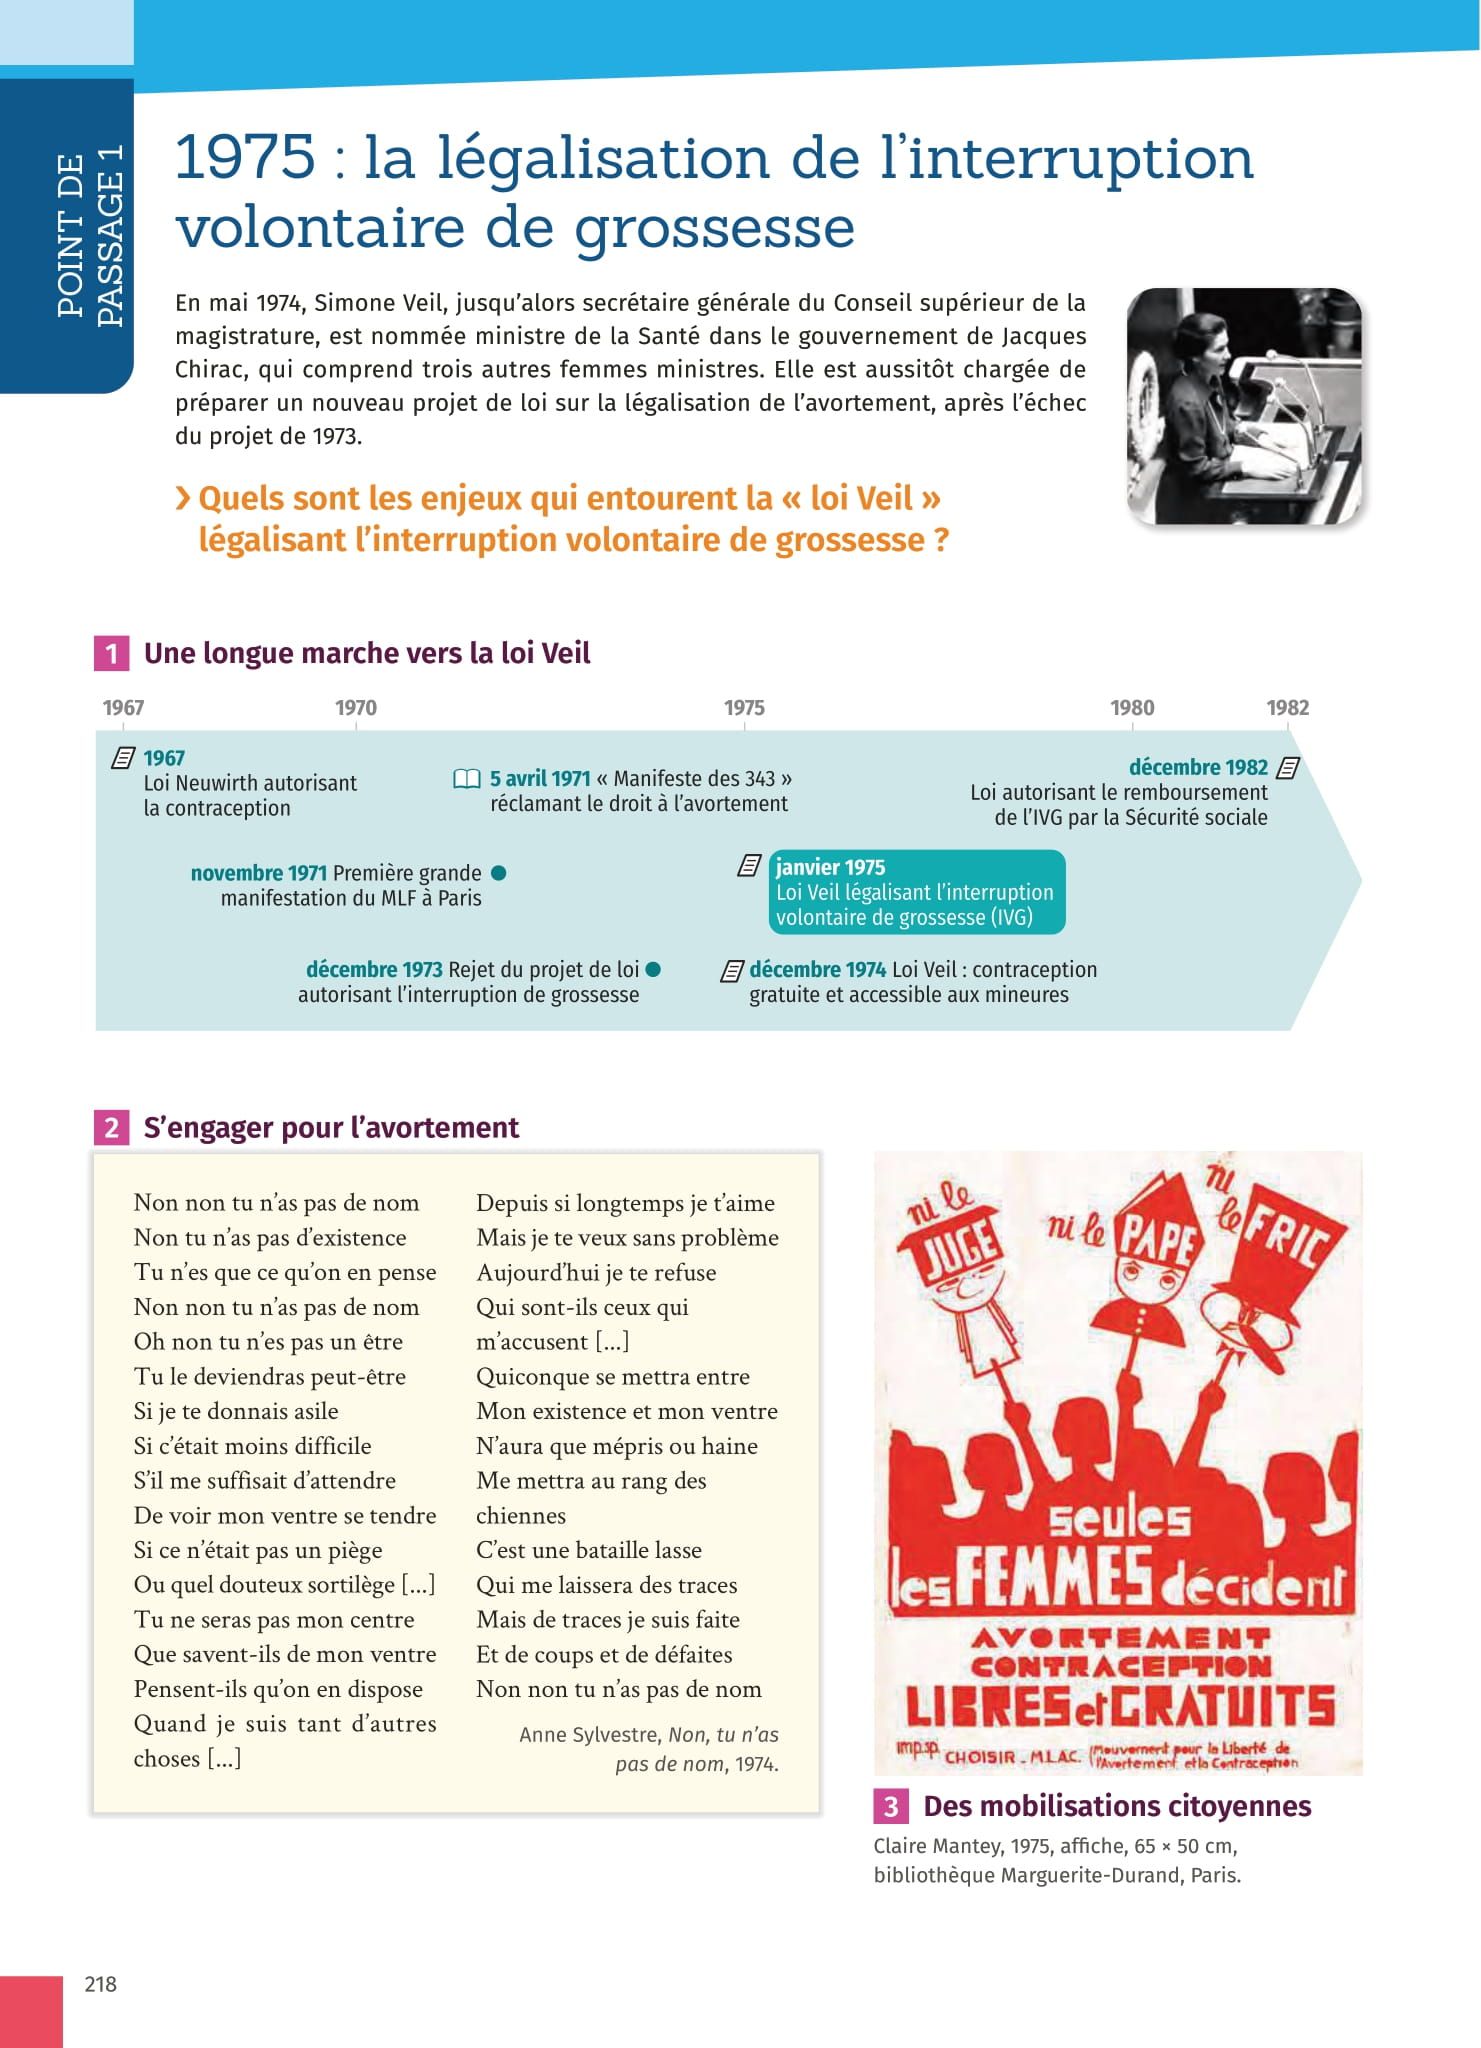 POINT DE
PASSAGE 1
1975 : la légalisation de l'interruption
volontaire de grossesse
En mai 1974, Simone Veil, jusqu'alors secrétaire générale du Conseil supérieur de la
magistrature, est nommée ministre de la Santé dans le gouvernement de Jacques
Chirac, qui comprend trois autres femmes ministres. Elle est aussitôt chargée de
préparer un nouveau projet de loi sur la légalisation de l'avortement, après l'échec
du projet de 1973.
› Quels sont les enjeux qui entourent la « loi Veil »
légalisant l'interruption volontaire de grossesse ?
1 Une longue marche vers la loi Veil
1967 1970 1975 1980 1982
1967
Loi Neuwirth autorisant
la contraception
5 avril 1971 « Manifeste des 343 »
réclamant le droit à l'avortement
décembre 1982
Loi autorisant le remboursement
de l'IVG par la Sécurité sociale
novembre 1971 Première grande
manifestation du MLF à Paris
janvier 1975
Loi Veil légalisant l'interruption
volontaire de grossesse (IVG)
décembre 1973 Rejet du projet de loi
autorisant l'interruption de grossesse
décembre 1974 Loi Veil : contraception
gratuite et accessible aux mineures
2 S'engager pour l'avortement
Non non tu n'as pas de nom
Non tu n'as pas d'existence
Tu n'es que ce qu'on en pense
Non non tu n'as pas de nom
Oh non tu n'es pas un être
Tu le deviendras peut-être
Si je te donnais asile
Si c'était moins difficile
S'il me suffisait d'attendre
De voir mon ventre se tendre
Si ce n'était pas un piège
Ou quel douteux sortilège [...]
Tu ne seras pas mon centre
Que savent-ils de mon ventre
Pensent-ils qu'on en dispose
Quand je suis tant d'autres
choses [...]
Depuis si longtemps je t'aime
Mais je te veux sans problème
Aujourd'hui je te refuse
Qui sont-ils ceux qui
m'accusent [...]
Quiconque se mettra entre
Mon existence et mon ventre
N'aura que mépris ou haine
Me mettra au rang des
chiennes
C'est une bataille lasse
Qui me laissera des traces
Mais de traces je suis faite
Et de coups et de défaites
Non non tu n'as pas de nom
Anne Sylvestre, Non, tu n'as
pas de nom, 1974.
ni le
JUGE
ni le
PAPE
ni
le
FRIC
seules
les FEMMES décident
AVORTEMENT
CONTRACEPTION
LIBRES et GRATUITS
imp. sp. CHOISIR - M.L.A.C. (Mouvement pour la Liberté de
l'Avortement et la Contraception
3 Des mobilisations citoyennes
Claire Mantey, 1975, affiche, 65 × 50 cm,
bibliothèque Marguerite-Durand, Paris.
218